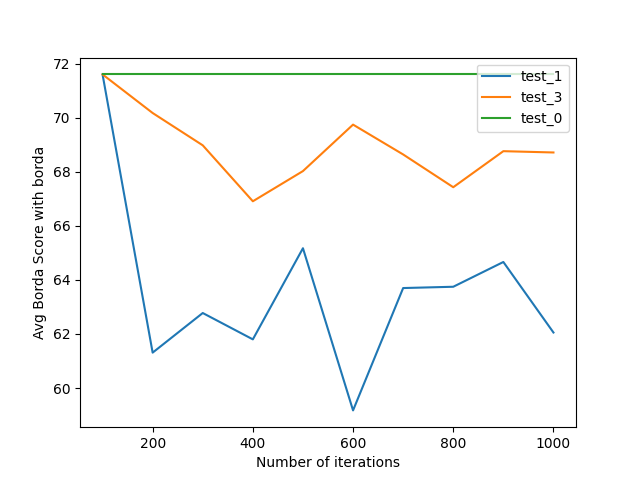 72
70
68
66
64
62
60
Avg Borda Score with borda
test_1
test_3
test_0
200
400
600
800
1000
Number of iterations